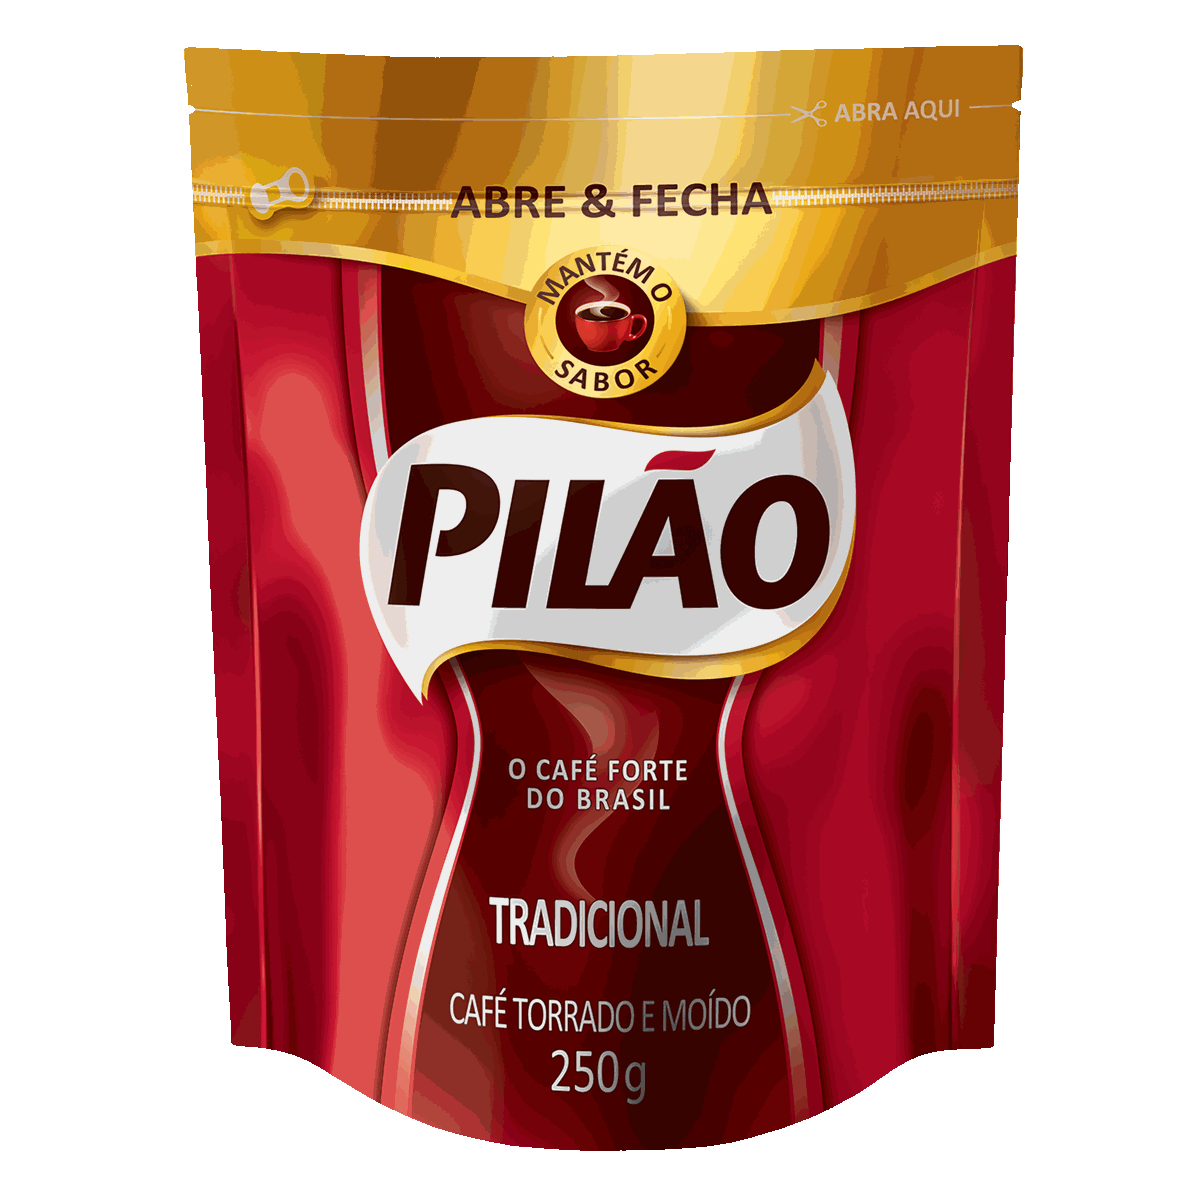 ABRA AQUI
ABRE & FECHA
MANTÉM O
SABOR
PILÃO
O CAFÉ FORTE
DO BRASIL
TRADICIONAL
CAFÉ TORRADO E MOÍDO
250g